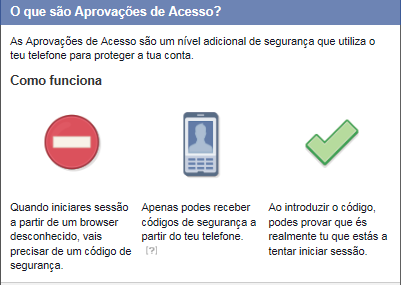 O que são Aprovações de Acesso?
As Aprovações de Acesso são um nível adicional de segurança que utiliza o
teu telefone para proteger a tua conta.
Como funciona
Quando iniciares sessão
a partir de um browser
desconhecido, vais
precisar de um código de
segurança.
Apenas podes receber
códigos de segurança a
partir do teu telefone.
[?]
Ao introduzir o código,
podes provar que és
realmente tu que estás a
tentar iniciar sessão.